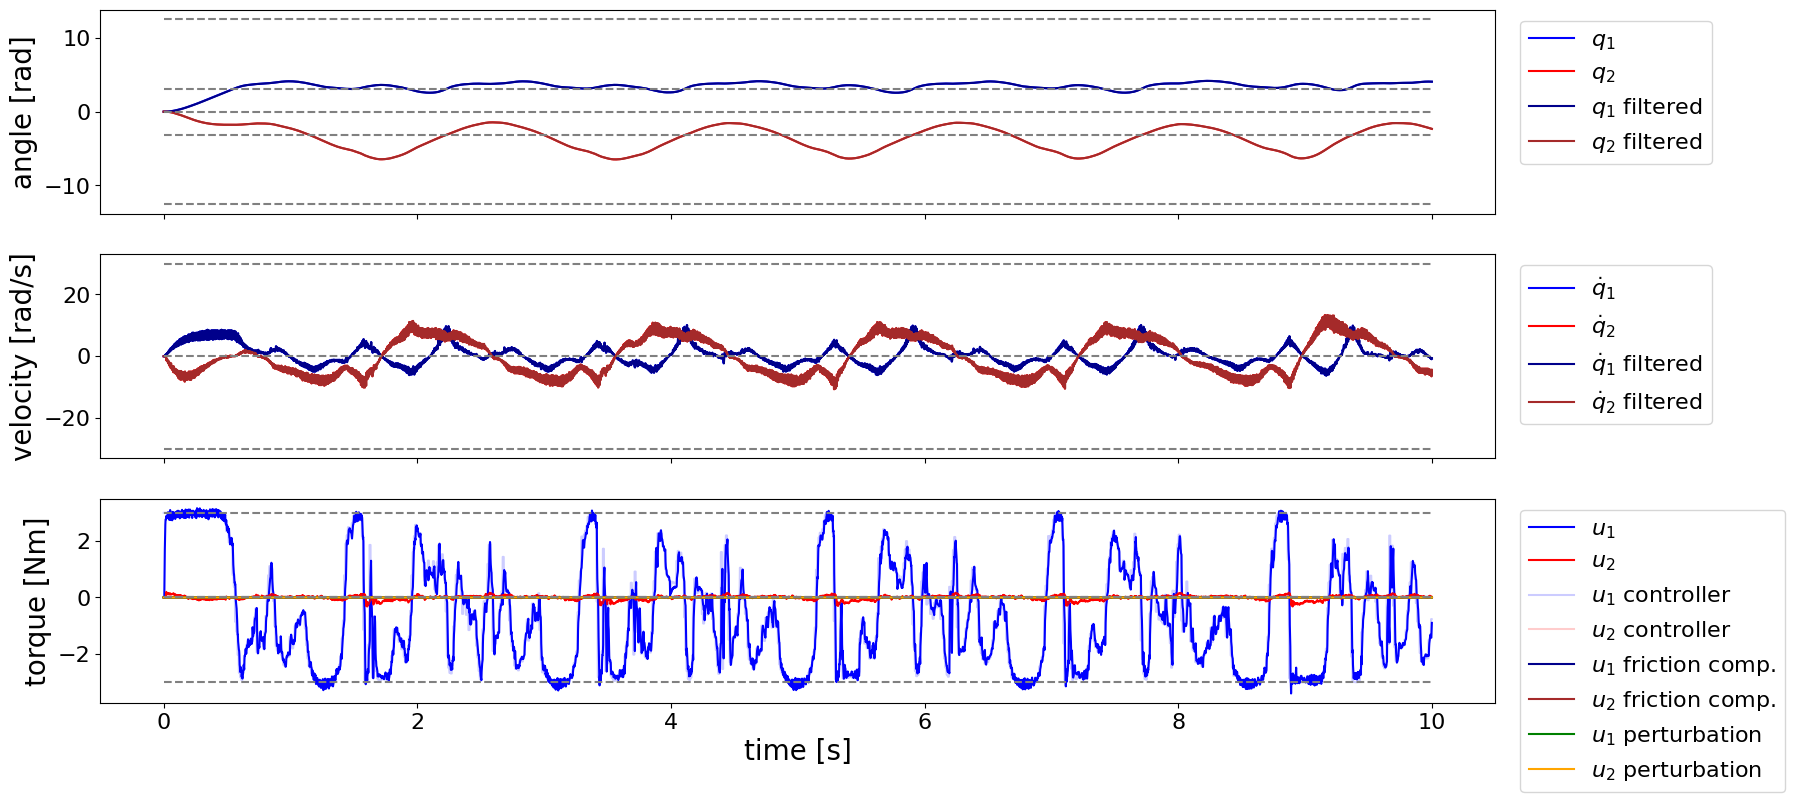 angle [rad]
10
0
−10
q₁
q₂
q₁ filtered
q₂ filtered
velocity [rad/s]
20
0
−20
q̇₁
q̇₂
q̇₁ filtered
q̇₂ filtered
torque [Nm]
2
0
−2
0 2 4 6 8 10
time [s]
u₁
u₂
u₁ controller
u₂ controller
u₁ friction comp.
u₂ friction comp.
u₁ perturbation
u₂ perturbation